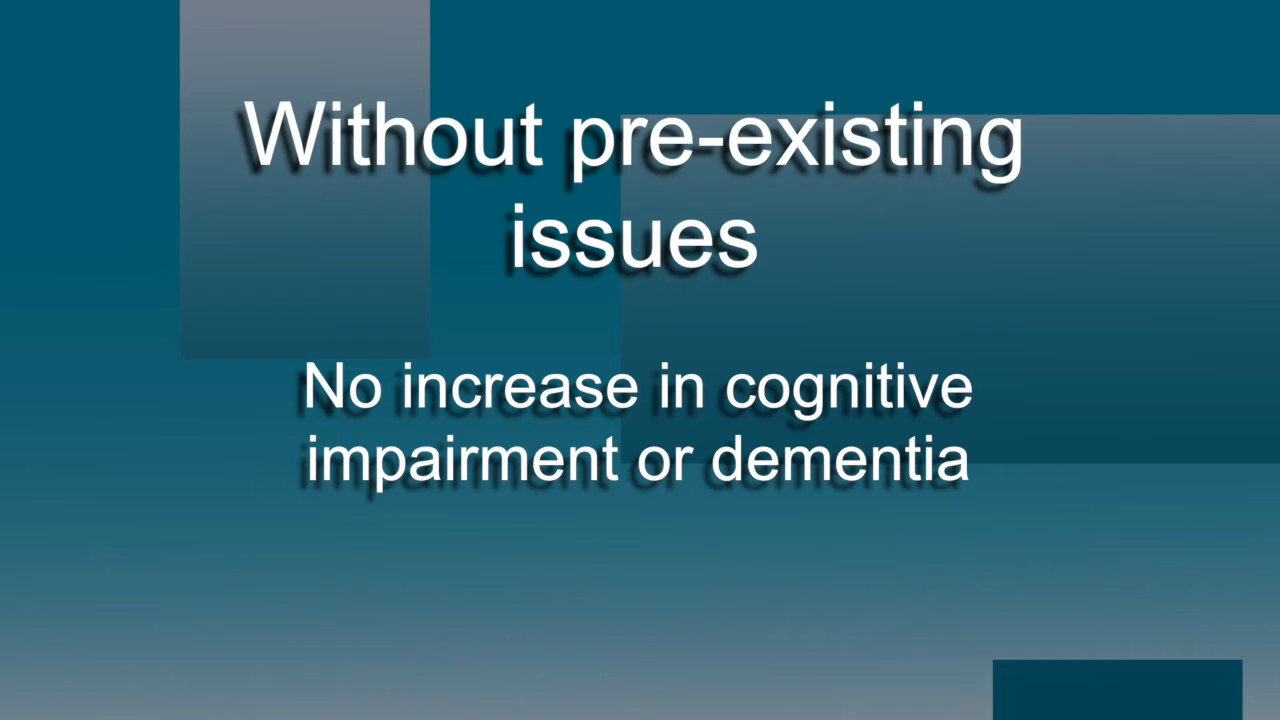 Without pre-existing
issues
No increase in cognitive
impairment or dementia